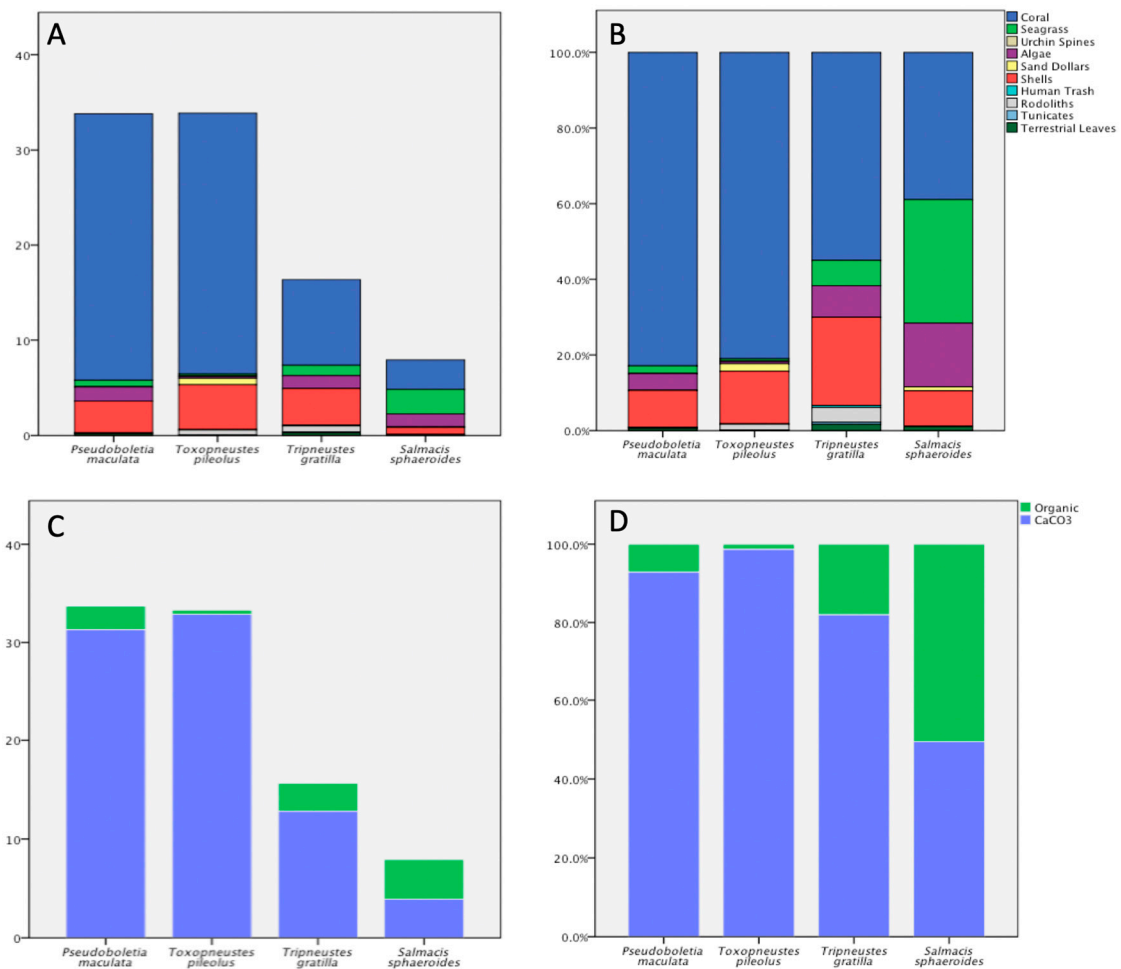 A
40
30
20
10
0
Pseudoboletia
maculata
Toxopneustes
pileolus
Tripneustes
gratilla
Salmacis
sphaeroides
B
100.0%
80.0%
60.0%
40.0%
20.0%
0.0%
Pseudoboletia
maculata
Toxopneustes
pileolus
Tripneustes
gratilla
Salmacis
sphaeroides
Coral
Seagrass
Urchin Spines
Algae
Sand Dollars
Shells
Human Trash
Rodoliths
Tunicates
Terrestrial Leaves
C
40
30
20
10
0
Pseudoboletia
maculata
Toxopneustes
pileolus
Tripneustes
gratilla
Salmacis
sphaeroides
D
100.0%
80.0%
60.0%
40.0%
20.0%
0.0%
Pseudoboletia
maculata
Toxopneustes
pileolus
Tripneustes
gratilla
Salmacis
sphaeroides
Organic
CaCO3